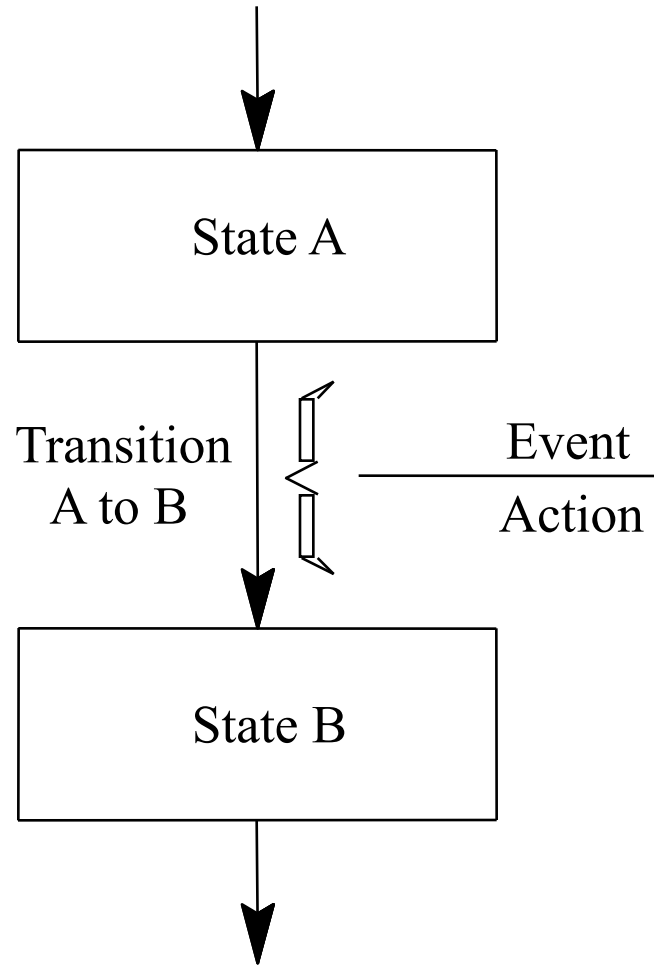 State A
Transition
A to B
Event
Action
State B